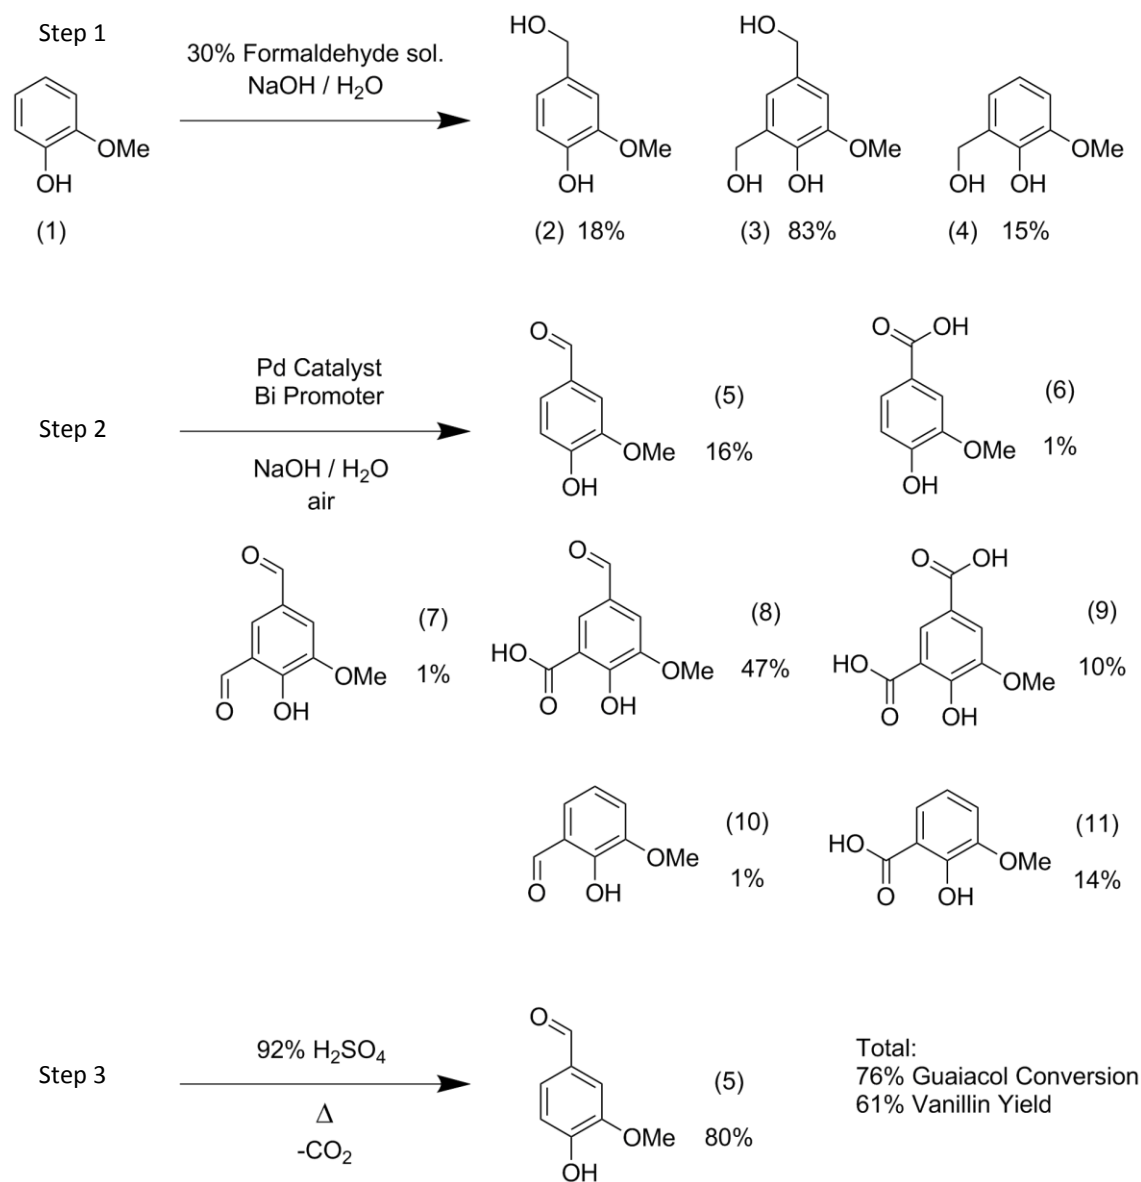 Step 1
30% Formaldehyde sol.
NaOH / H2O
OMe
OH
(1)
HO
OMe
OH
(2) 18%
HO
OMe
OH OH
(3) 83%
OMe
OH OH
(4) 15%
Step 2
Pd Catalyst
Bi Promoter
NaOH / H2O
air
O
OMe
OH
(5)
16%
O OH
OMe
OH
(6)
1%
O
OMe
O OH
(7)
1%
O
HO
OMe
O OH
(8)
47%
O OH
HO
OMe
O OH
(9)
10%
OMe
O OH
(10)
1%
HO
OMe
O OH
(11)
14%
Step 3
92% H2SO4
Δ
-CO2
O
OMe
OH
(5)
80%
Total:
76% Guaiacol Conversion
61% Vanillin Yield